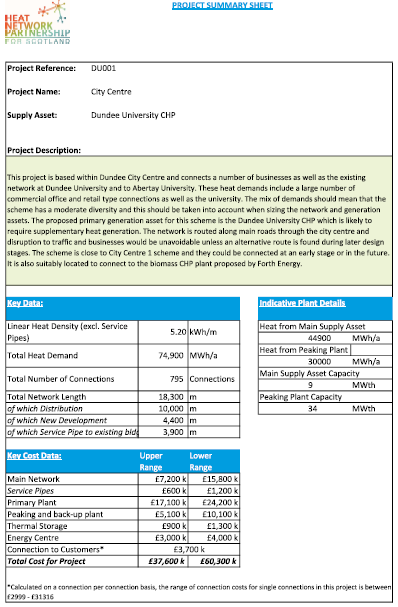 PROJECT SUMMARY SHEET
HEAT
NETWORK
PARTNERSHIP
FOR SCOTLAND
Project Reference: DU001
Project Name: City Centre
Supply Asset: Dundee University CHP
Project Description:
This project is based within Dundee City Centre and connects a number of businesses as well as the existing
network at Dundee University and to Abertay University. These heat demands include a large number of
commercial office and retail type connections as well as the university. The mix of demands should mean that the
scheme has a moderate diversity and this should be taken into account when sizing the network and generation
assets. The proposed primary generation asset for this scheme is the Dundee University CHP which is likely to
require supplementary heat generation. The network is routed along main roads through the city centre and
disruption to traffic and businesses would be unavoidable unless an alternative route is found during later design
stages. The scheme is close to City Centre 1 scheme and they could be connected at an early stage or in the future.
It is also suitably located to connect to the biomass CHP plant proposed by Forth Energy.
Key Data:
Linear Heat Density (excl. Service
Pipes) 5.20 kWh/m
Total Heat Demand 74,900 MWh/a
Total Number of Connections 795 Connections
Total Network Length 18,300 m
of which Distribution 10,000 m
of which New Development 4,400 m
of which Service Pipe to existing bldg 3,900 m
Indicative Plant Details
Heat from Main Supply Asset
44900 MWh/a
Heat from Peaking Plant
30000 MWh/a
Main Supply Asset Capacity
9 MWth
Peaking Plant Capacity
34 MWth
Key Cost Data: Upper Lower
Range Range
Main Network £7,200 k £15,800 k
Service Pipes £600 k £1,200 k
Primary Plant £17,100 k £24,200 k
Peaking and back-up plant £5,100 k £10,100 k
Thermal Storage £900 k £1,300 k
Energy Centre £3,000 k £4,000 k
Connection to Customers* £3,700 k
Total Cost for Project £37,600 k £60,300 k
*Calculated on a connection per connection basis, the range of connection costs for single connections in this project is between
£2999 - £31316